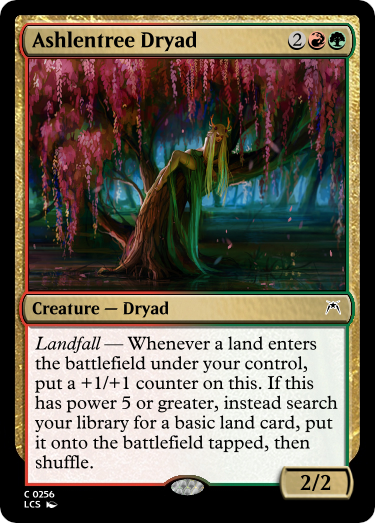 Ashlentree Dryad 2
Creature — Dryad
Landfall — Whenever a land enters
the battlefield under your control,
put a +1/+1 counter on this. If this
has power 5 or greater, instead search
your library for a basic land card, put
it onto the battlefield tapped, then
shuffle.
2/2
C 0256
LCS